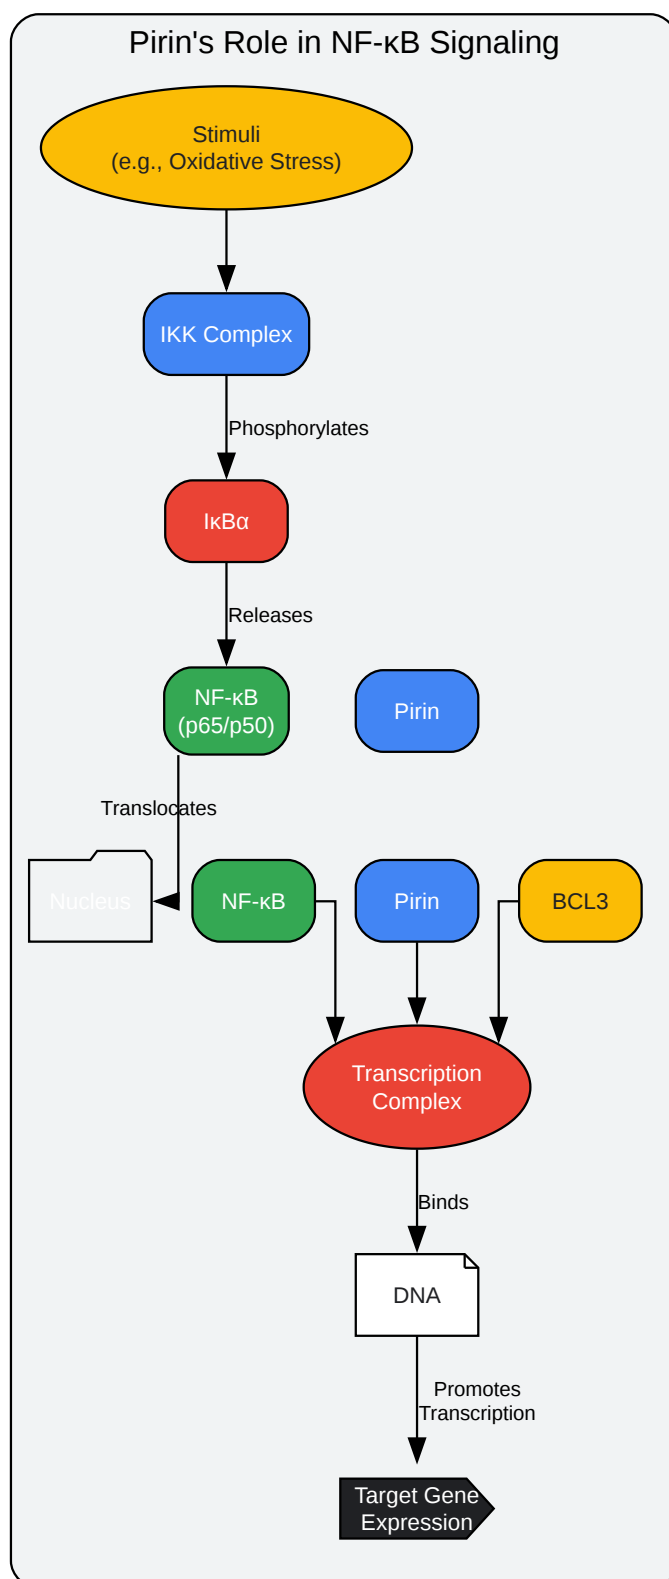 Pirin's Role in NF-κB Signaling
Stimuli
(e.g., Oxidative Stress)
IKK Complex
Phosphorylates
IκBα
Releases
NF-κB
(p65/p50)
Pirin
Translocates
Nucleus
NF-κB
Pirin
BCL3
Transcription
Complex
Binds
DNA
Promotes
Transcription
Target Gene
Expression